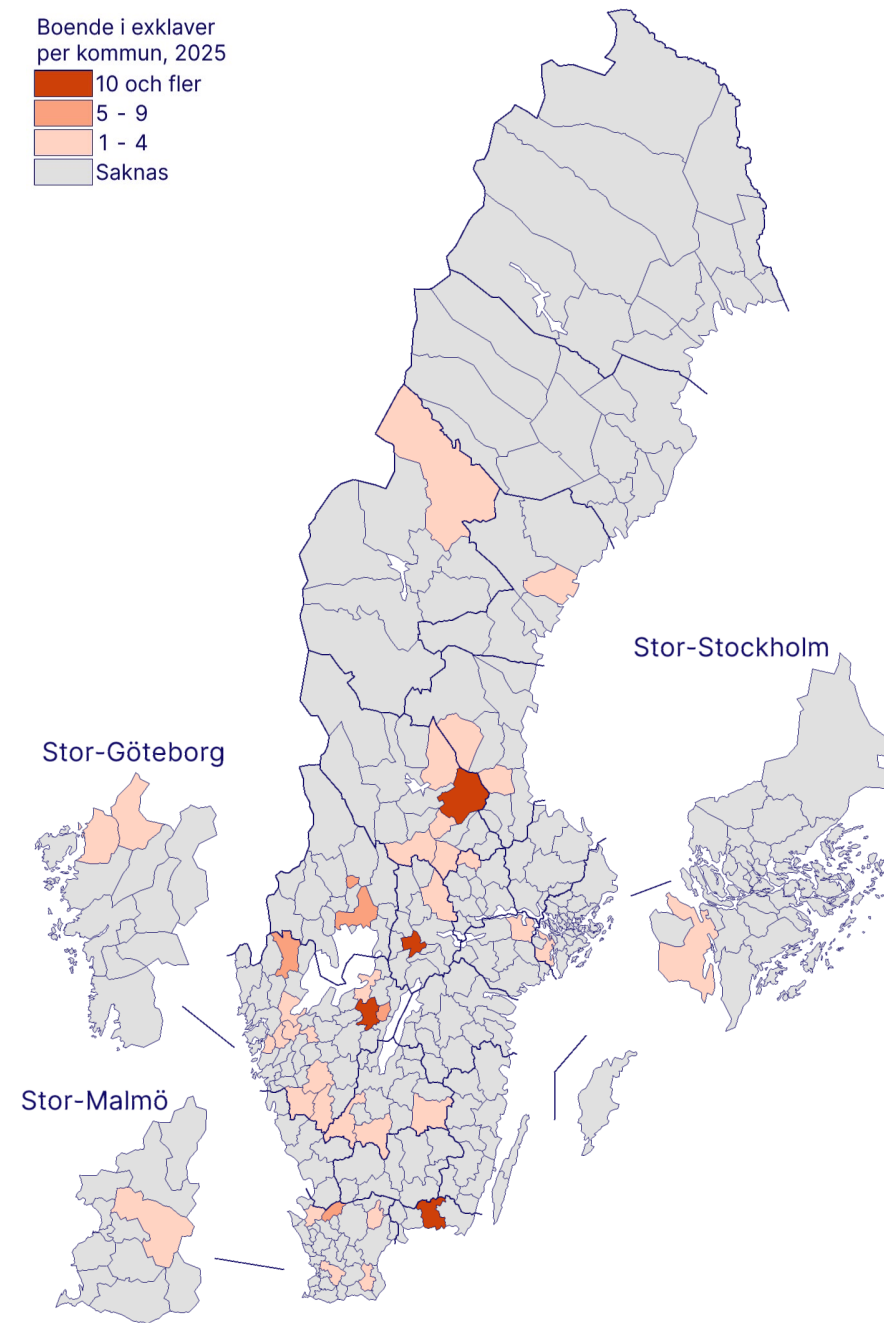 Boende i exklaver
per kommun, 2025
10 och fler
5 - 9
1 - 4
Saknas
Stor-Stockholm
Stor-Göteborg
Stor-Malmö